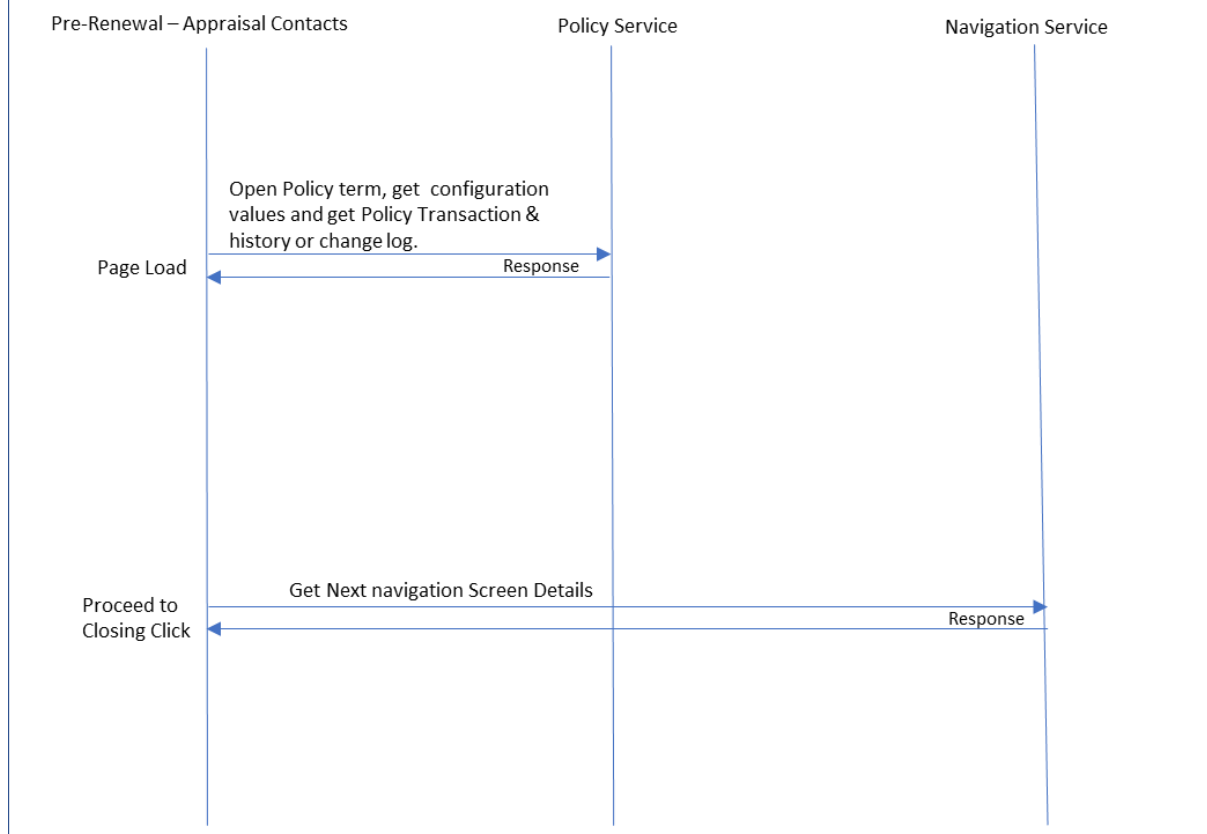 Pre-Renewal – Appraisal Contacts
Policy Service
Navigation Service
Open Policy term, get configuration
values and get Policy Transaction &
history or change log.
Page Load
Response
Get Next navigation Screen Details
Proceed to
Closing Click
Response